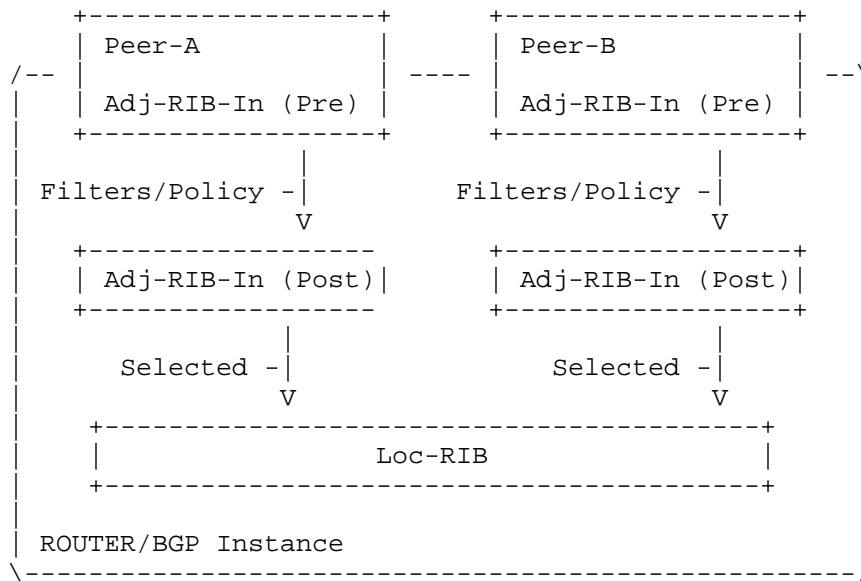 Peer-A Peer-B
Adj-RIB-In (Pre) Adj-RIB-In (Pre)
Filters/Policy Filters/Policy
V V
Adj-RIB-In (Post) Adj-RIB-In (Post)
Selected Selected
V V
Loc-RIB
ROUTER/BGP Instance